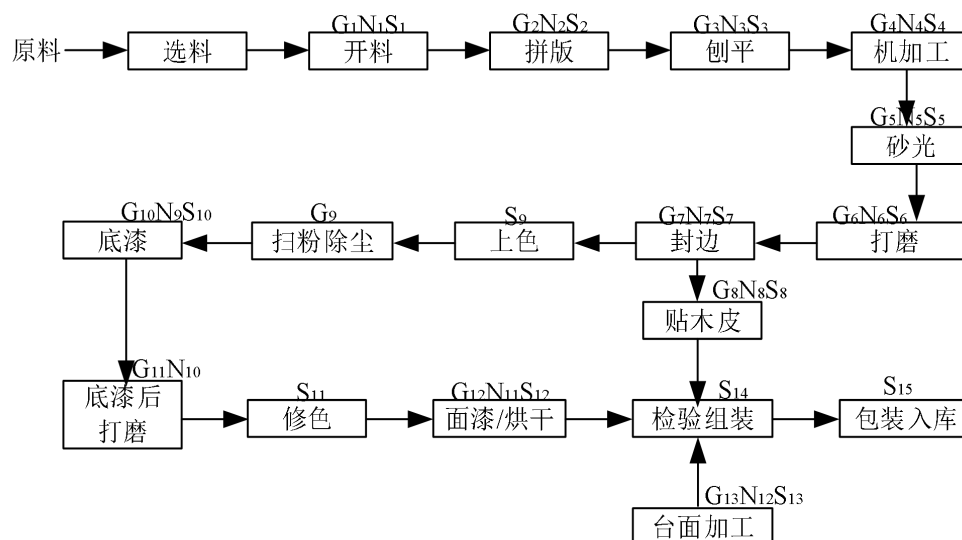 G₁N₁S₁
G₂N₂S₂
G₃N₃S₃
G₄N₄S₄
原料
选料
开料
拼版
刨平
机加工
G₅N₅S₅
砂光
G₁₀N₉S₁₀
G₉
S₉
G₇N₇S₇
G₆N₆S₆
底漆
扫粉除尘
上色
封边
打磨
G₈N₈S₈
贴木皮
G₁₁N₁₀
底漆后
打磨
S₁₁
修色
G₁₂N₁₁S₁₂
面漆/烘干
S₁₄
检验组装
S₁₅
包装入库
G₁₃N₁₂S₁₃
台面加工